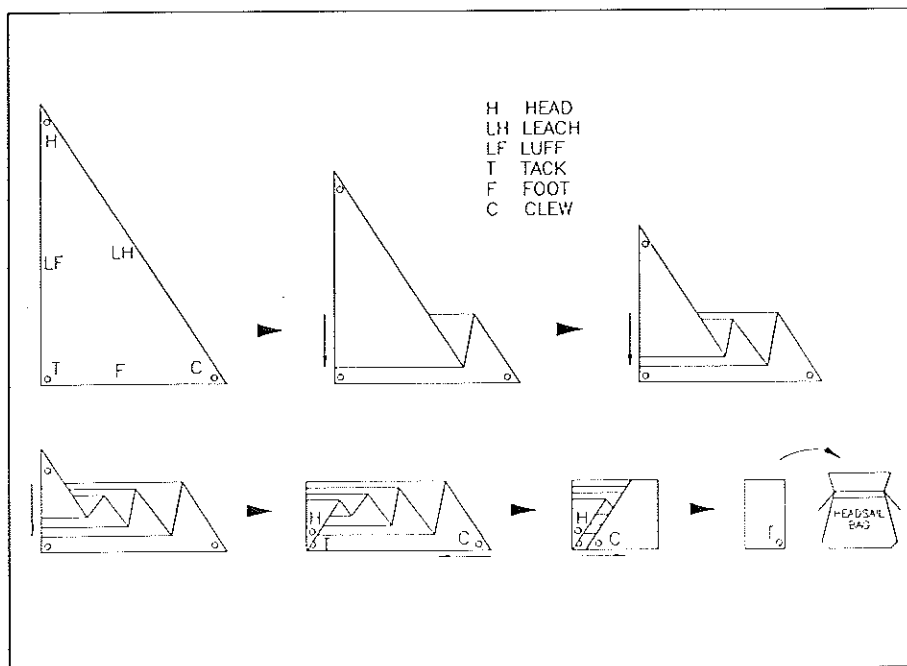 H HEAD
LH LEACH
LF LUFF
T TACK
F FOOT
C CLEW
H
LF
LH
T
F
C
H
T
C
H
C
T
HEADSAIL
BAG